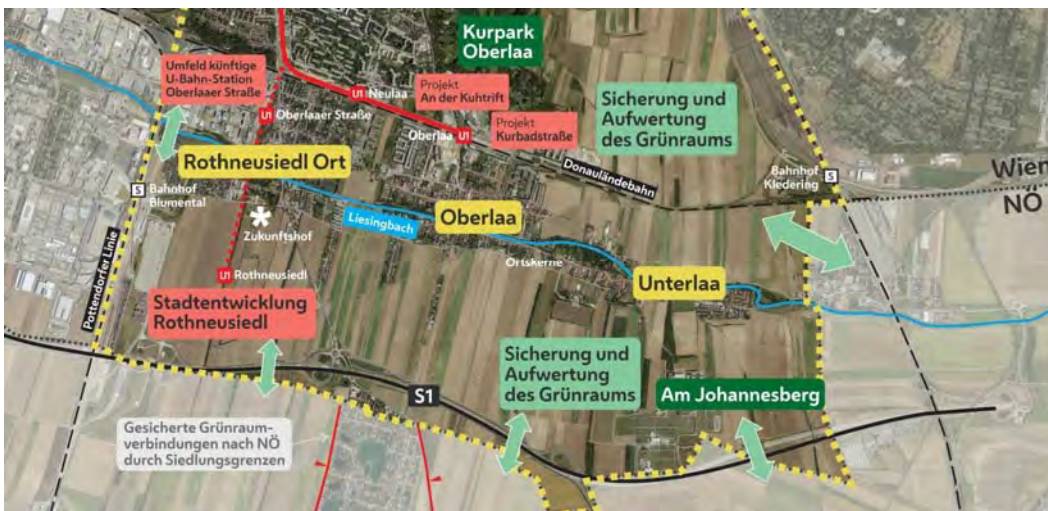 Kurpark
Oberlaa
Umfeld künftige
U-Bahn-Station
Oberlaaer Straße
U1 Neulaa
Projekt
An der Kuhtrift
U1 Oberlaaer Straße
Oberlaa U1
Projekt
Kurbadstraße
Sicherung und
Aufwertung
des Grünraums
Rothneusiedl Ort
Donauländebahn
Bahnhof
Kledering S
Wien
NÖ
S Bahnhof
Blumental
Zukunftshof
Liesingbach
Oberlaa
Ortskerne
Unterlaa
U1 Rothneusiedl
Pottendorfer Linie
Stadtentwicklung
Rothneusiedl
Sicherung und
Aufwertung
des Grünraums
S1
Am Johannesberg
Gesicherte Grünraum-
verbindungen nach NÖ
durch Siedlungsgrenzen